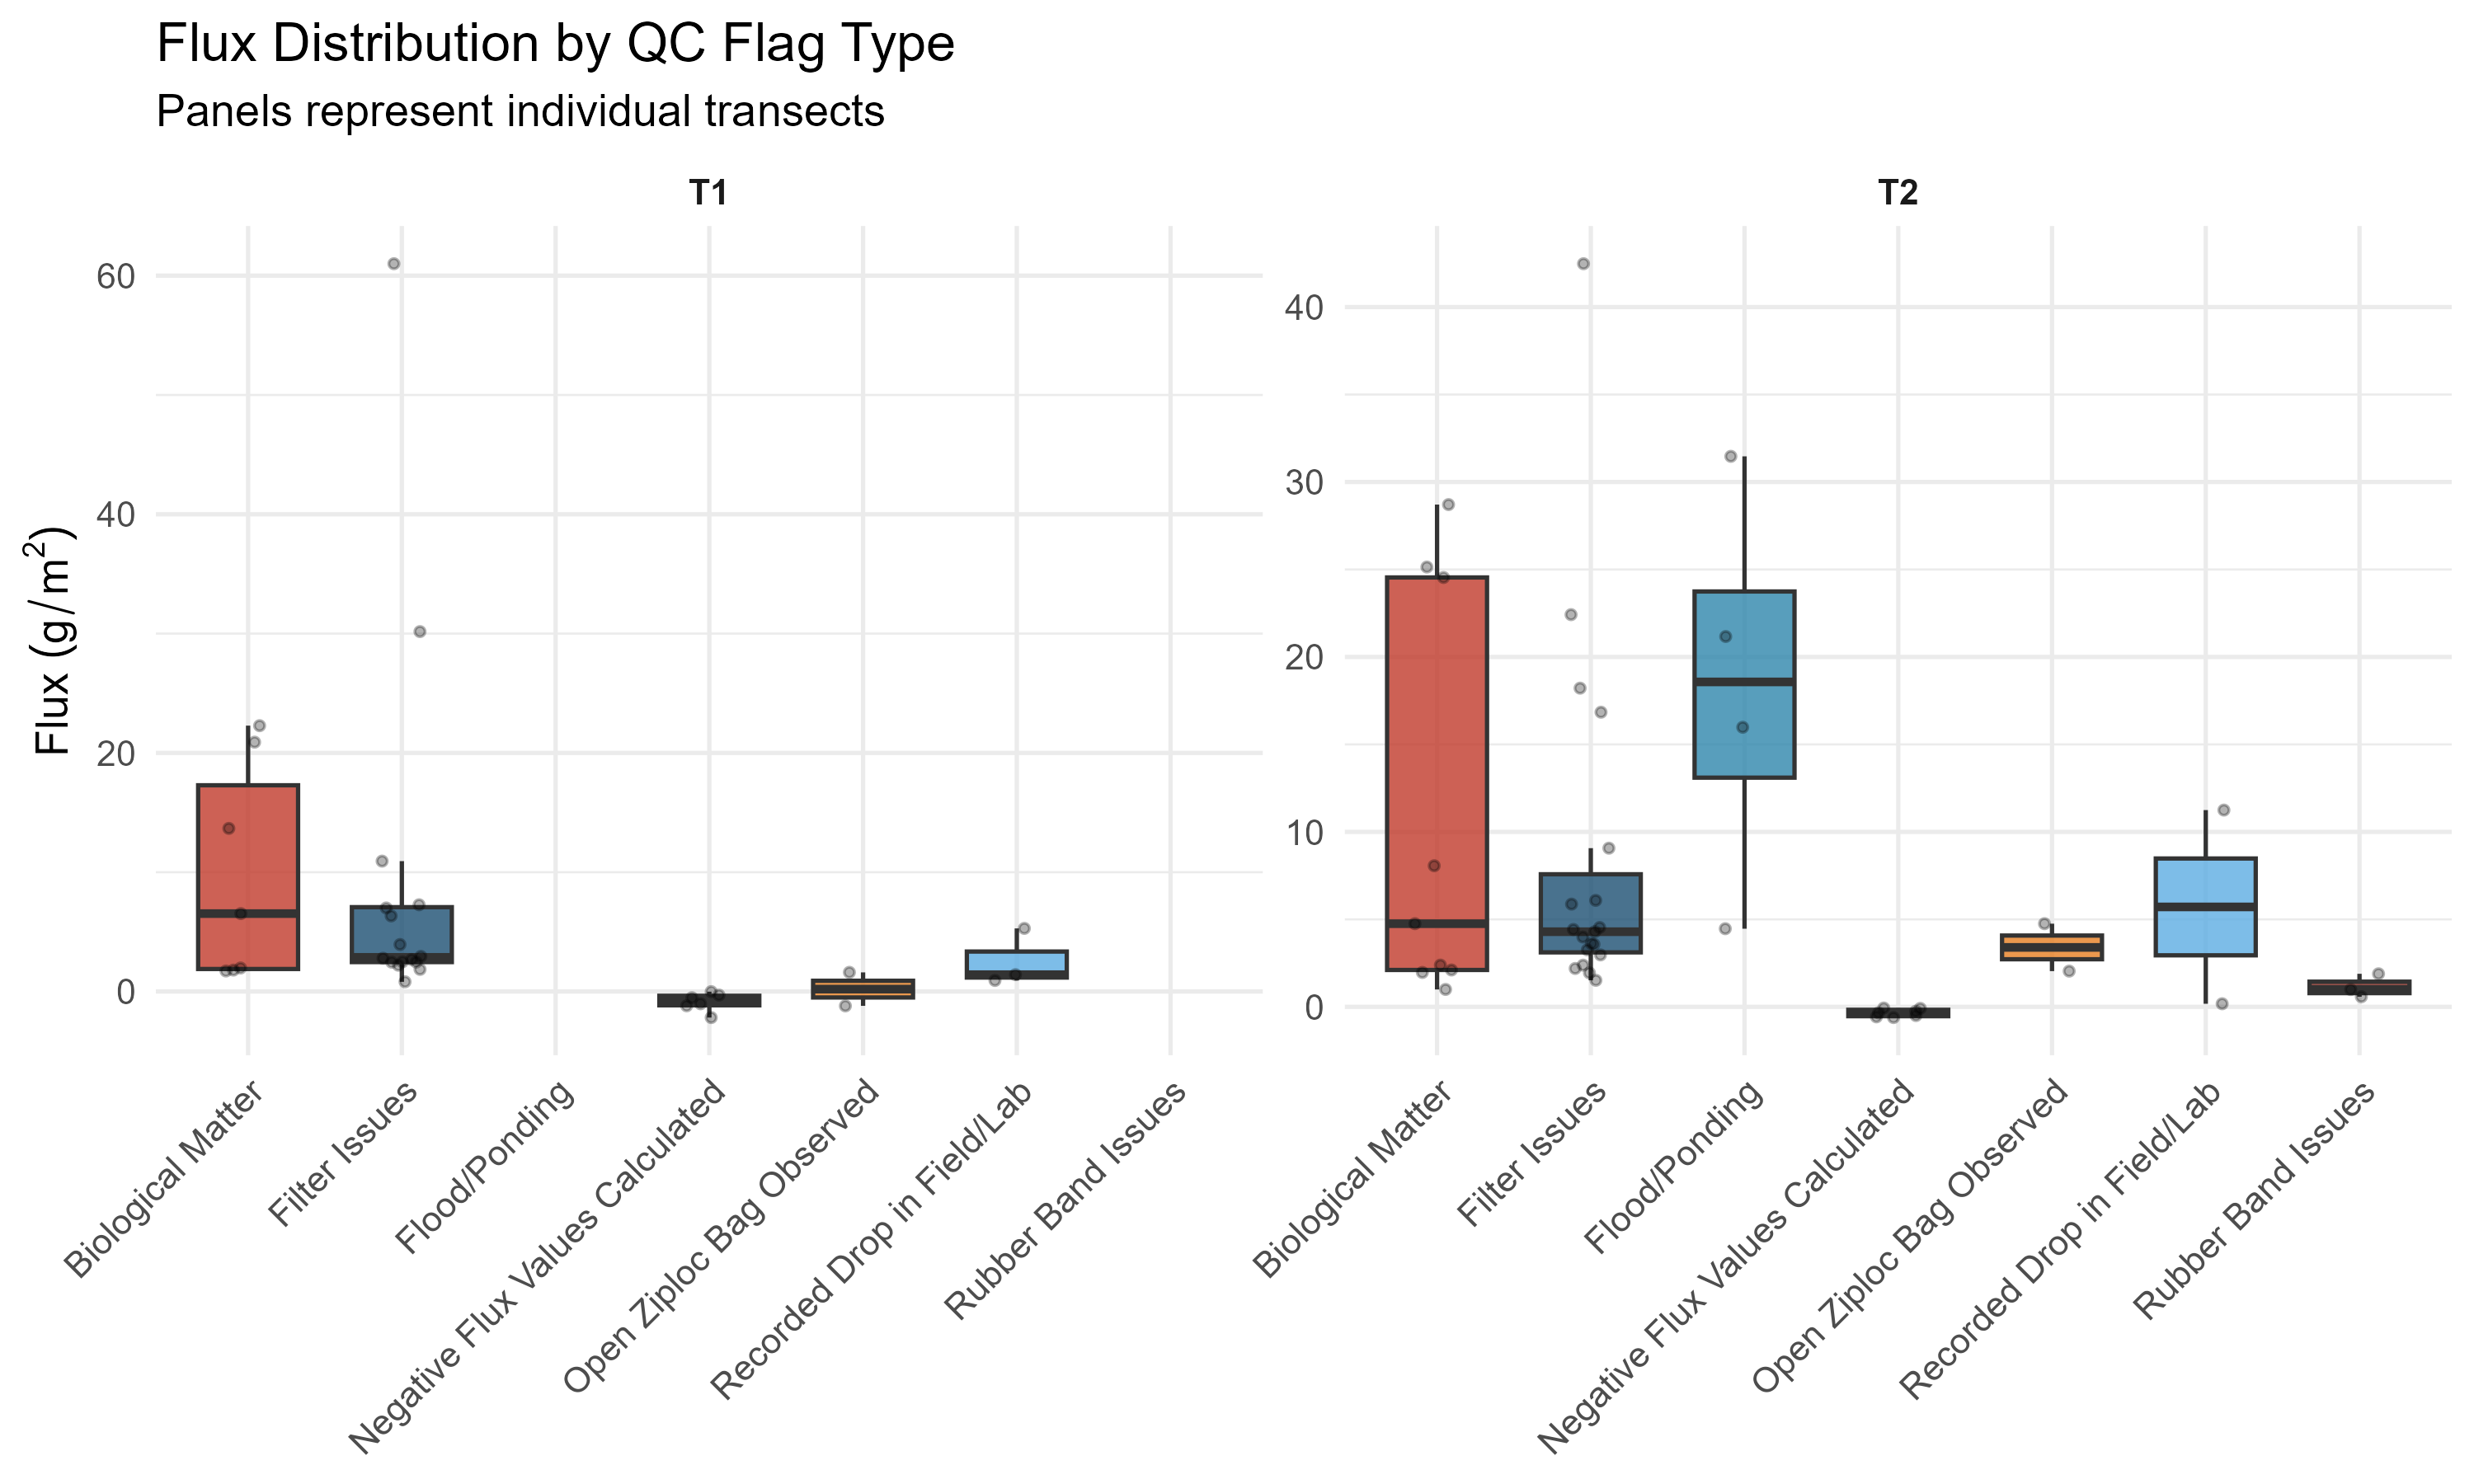 Flux Distribution by QC Flag Type
Panels represent individual transects
T1
T2
Flux (g / m²)
60
40
20
0
40
30
20
10
0
Biological Matter
Filter Issues
Flood/Ponding
Negative Flux Values Calculated
Open Ziploc Bag Observed
Recorded Drop in Field/Lab
Rubber Band Issues
Biological Matter
Filter Issues
Flood/Ponding
Negative Flux Values Calculated
Open Ziploc Bag Observed
Recorded Drop in Field/Lab
Rubber Band Issues